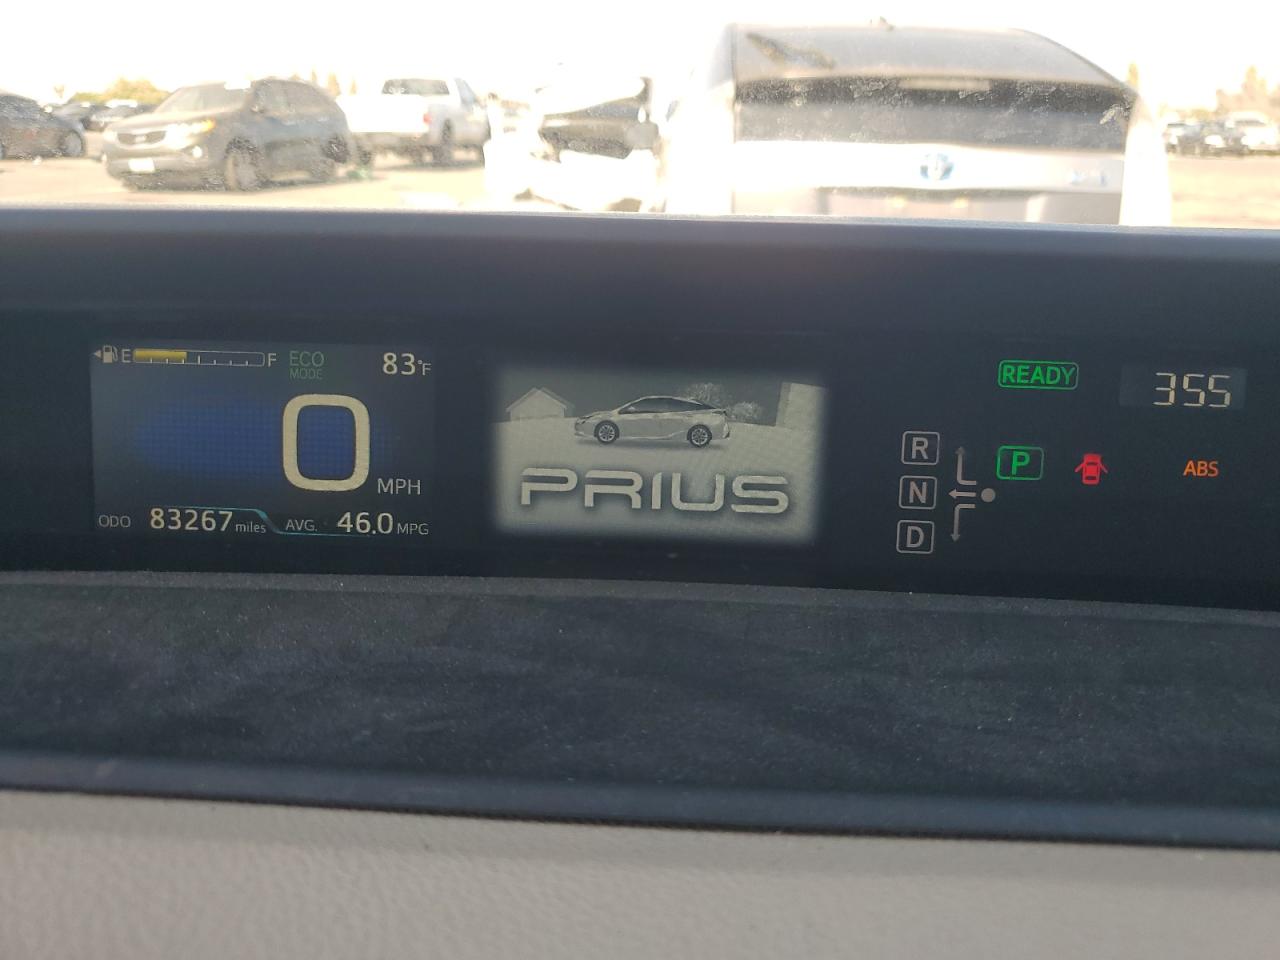 E F ECO MODE 83°F
0 MPH
ODO 83267 miles AVG. 46.0 MPG
PRIUS
READY 355
R P ABS
N
D